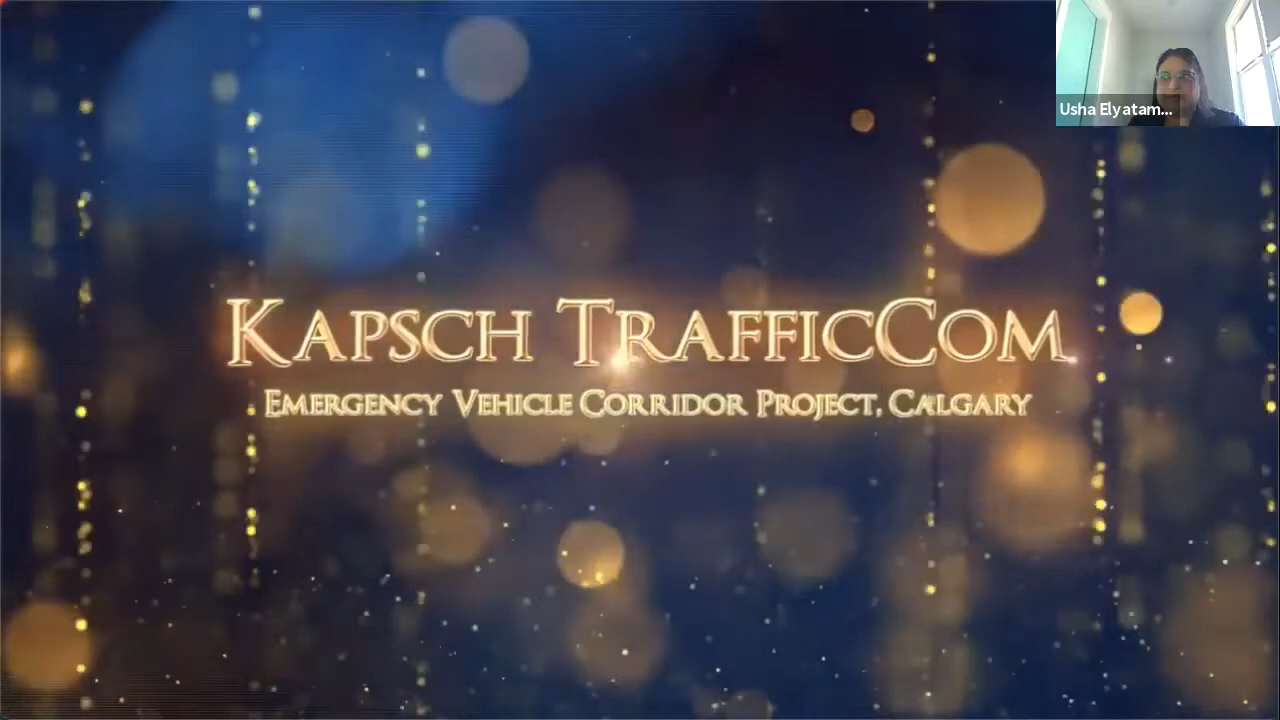 Usha Elyatam...
Kapsch TrafficCom
Emergency Vehicle Corridor Project, Calgary